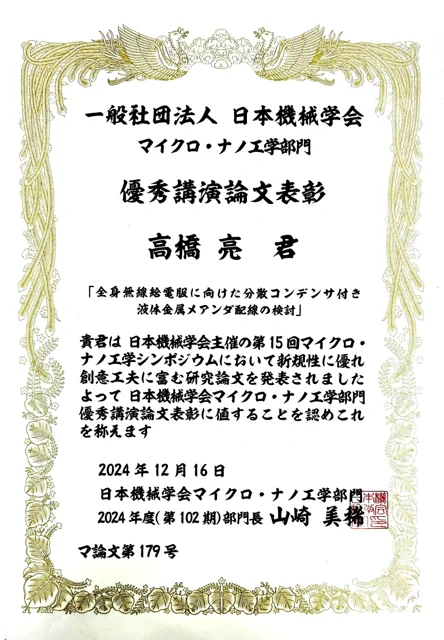 一般社団法人 日本機械学会
マイクロ・ナノ工学部門
優秀講演論文表彰
高橋 亮 君
「全身無線給電服に向けた分散コンデンサ付き
液体金属メアンダ配線の検討」
貴君は 日本機械学会主催の第15回マイクロ・
ナノ工学シンポジウムにおいて新規性に優れ
創意工夫に富む研究論文を発表されました
よって 日本機械学会マイクロ・ナノ工学部門
優秀講演論文表彰に値することを認めこれ
を称えます
2024年12月16日
日本機械学会マイクロ・ナノ工学部門
2024年度(第102期)部門長 山崎 美稀
マ論文第179号